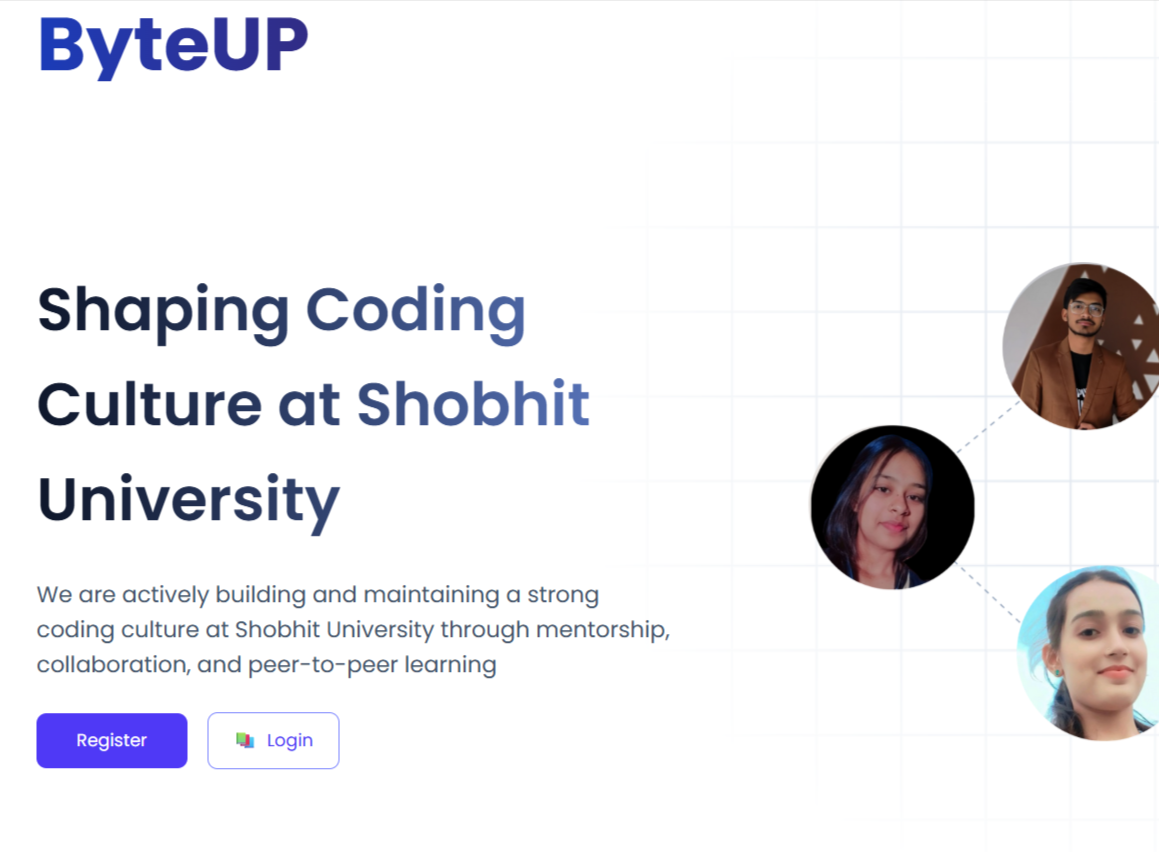 ByteUP
Shaping Coding
Culture at Shobhit
University
We are actively building and maintaining a strong
coding culture at Shobhit University through mentorship,
collaboration, and peer-to-peer learning
Register
Login